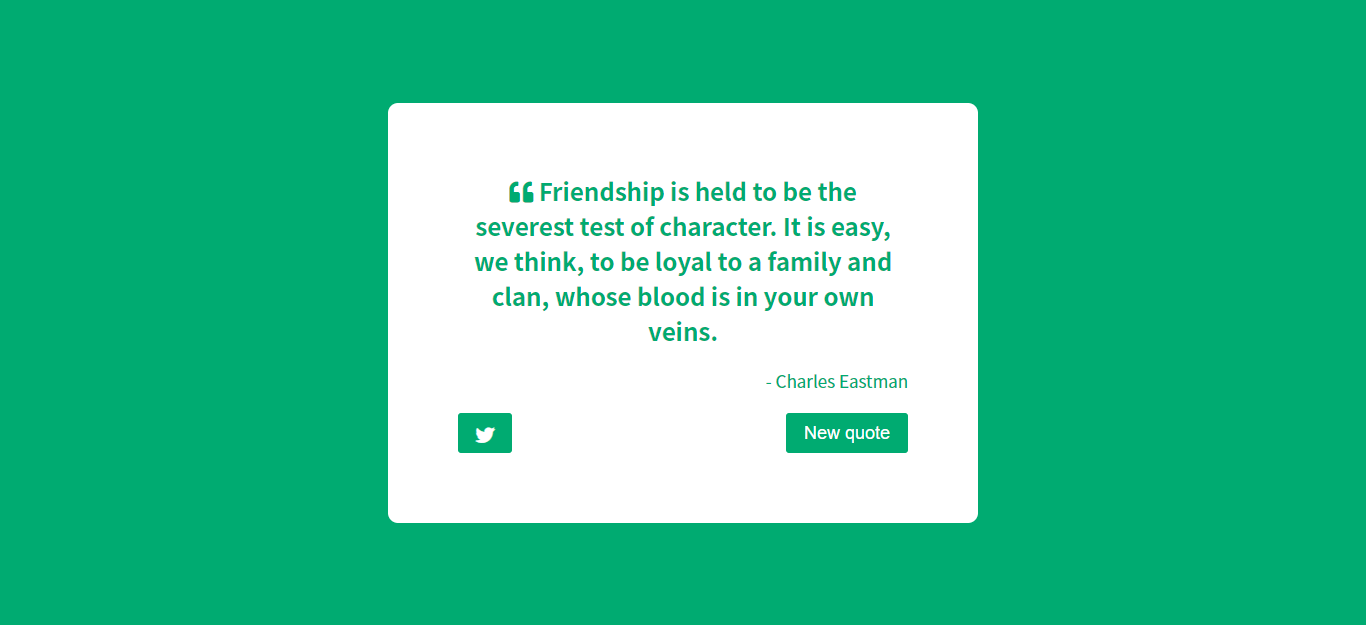 “ Friendship is held to be the
severest test of character. It is easy,
we think, to be loyal to a family and
clan, whose blood is in your own
veins.
- Charles Eastman
New quote